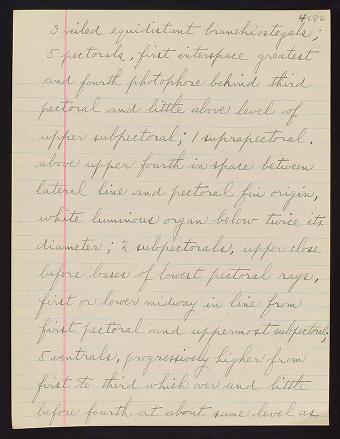 4282
3 veiled equidistant branchiostegals;
5 pectorals, first interspace greatest
and fourth photophore behind third
pectoral and little above level of
upper subpectoral; 1 suprapectoral,
above upper fourth in space between
lateral line and pectoral fin origin,
white luminous organ below twice its
diameter; 2 subpectorals, upper close
before bases of lowest pectoral rays,
first or lower midway in line from
first pectoral and uppermost subpectoral;
5 ventrals, progressively higher from
first to third which over and little
before fourth at about same level as